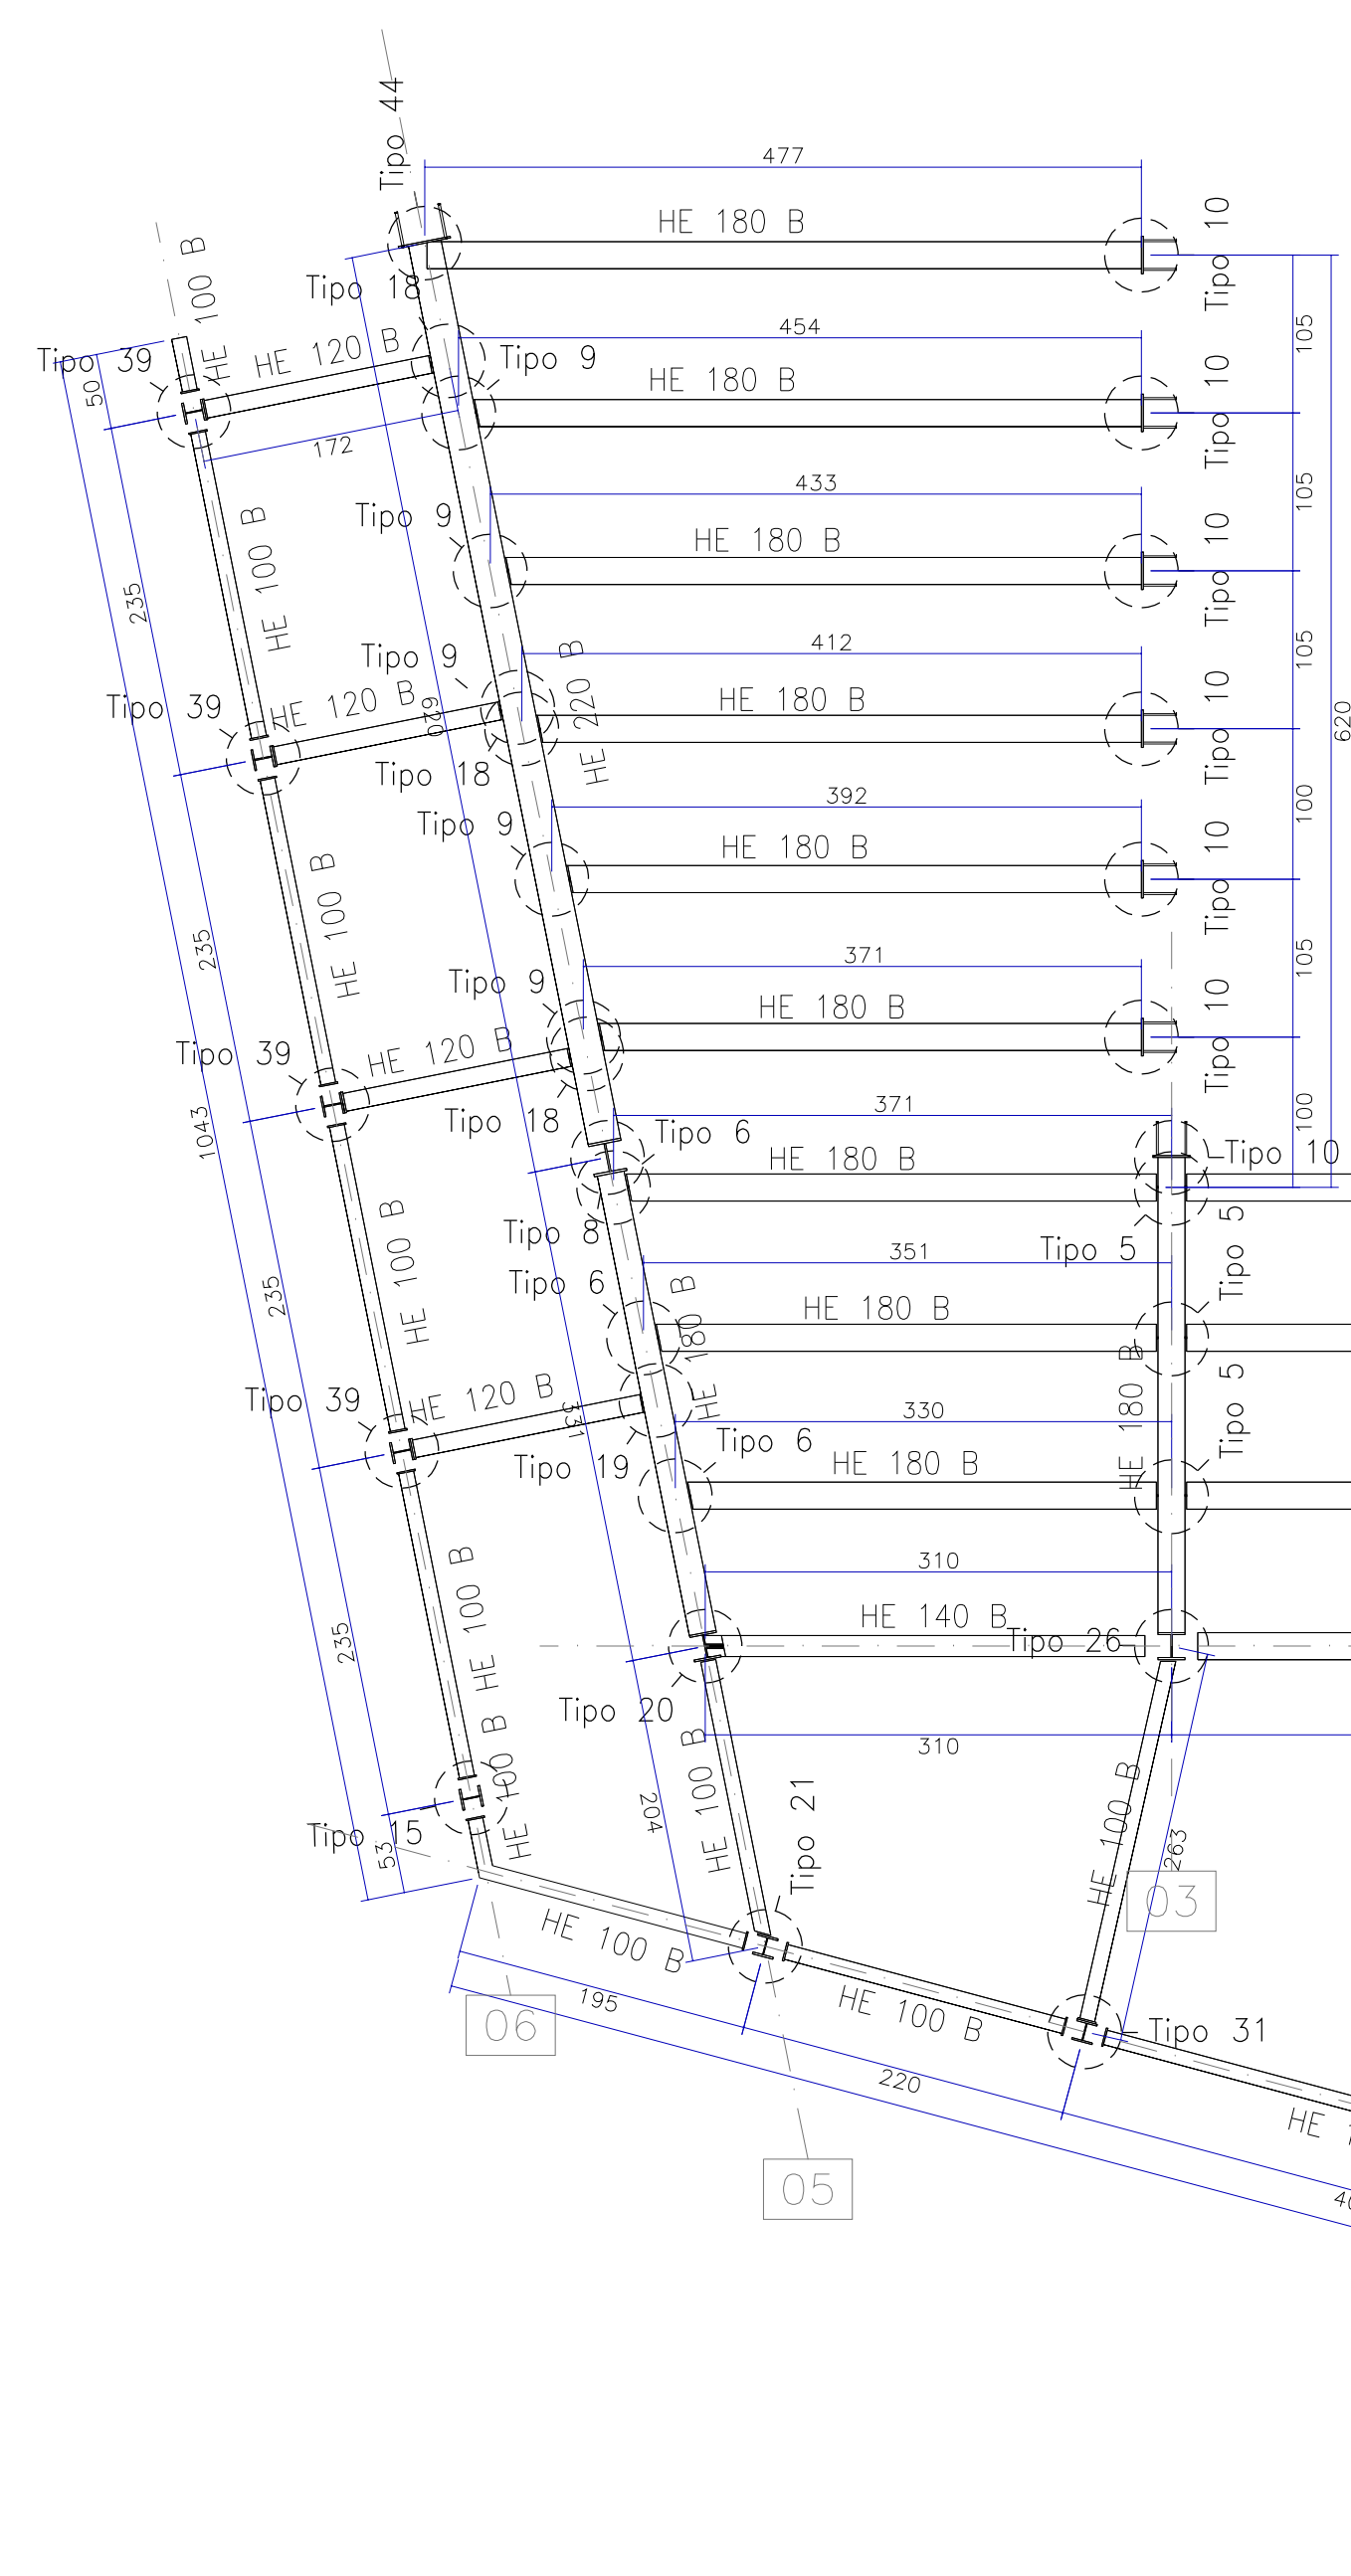 Tipo 44
477
HE 180 B
Tipo 10
HE 100 B
Tipo 18
105
454
Tipo 39
HE 120 B
Tipo 9
HE 180 B
Tipo 10
50
172
433
105
Tipo 9
HE 100 B
HE 180 B
Tipo 10
235
412
105
Tipo 9
HE 220 B
HE 180 B
Tipo 10
Tipo 39
HE 120 B
620
620
Tipo 18
392
100
Tipo 9
HE 180 B
Tipo 10
HE 100 B
235
371
105
Tipo 9
HE 180 B
Tipo 10
Tipo 39
HE 120 B
1043
Tipo 18
371
100
Tipo 6
HE 180 B
Tipo 10
Tipo 8
Tipo 5
Tipo 5
HE 100 B
235
351
Tipo 6
HE 180 B
HE 180 B
Tipo 39
HE 120 B
331
330
HE 180 B
Tipo 5
Tipo 19
Tipo 6
HE 180 B
310
HE 100 B
235
HE 140 B
Tipo 26
Tipo 20
310
HE 100 B
HE 100 B
HE 100 B
Tipo 15
53
204
Tipo 21
263
03
HE 100 B
195
HE 100 B
06
Tipo 31
220
05